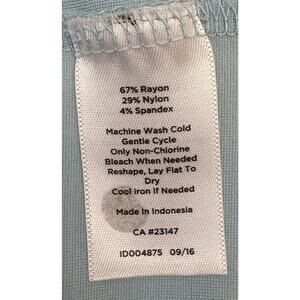 67% Rayon
29% Nylon
4% Spandex
Machine Wash Cold
Gentle Cycle
Only Non-Chlorine
Bleach When Needed
Reshape, Lay Flat To
Dry
Cool Iron If Needed
Made in Indonesia
CA #23147
ID004875 09/16